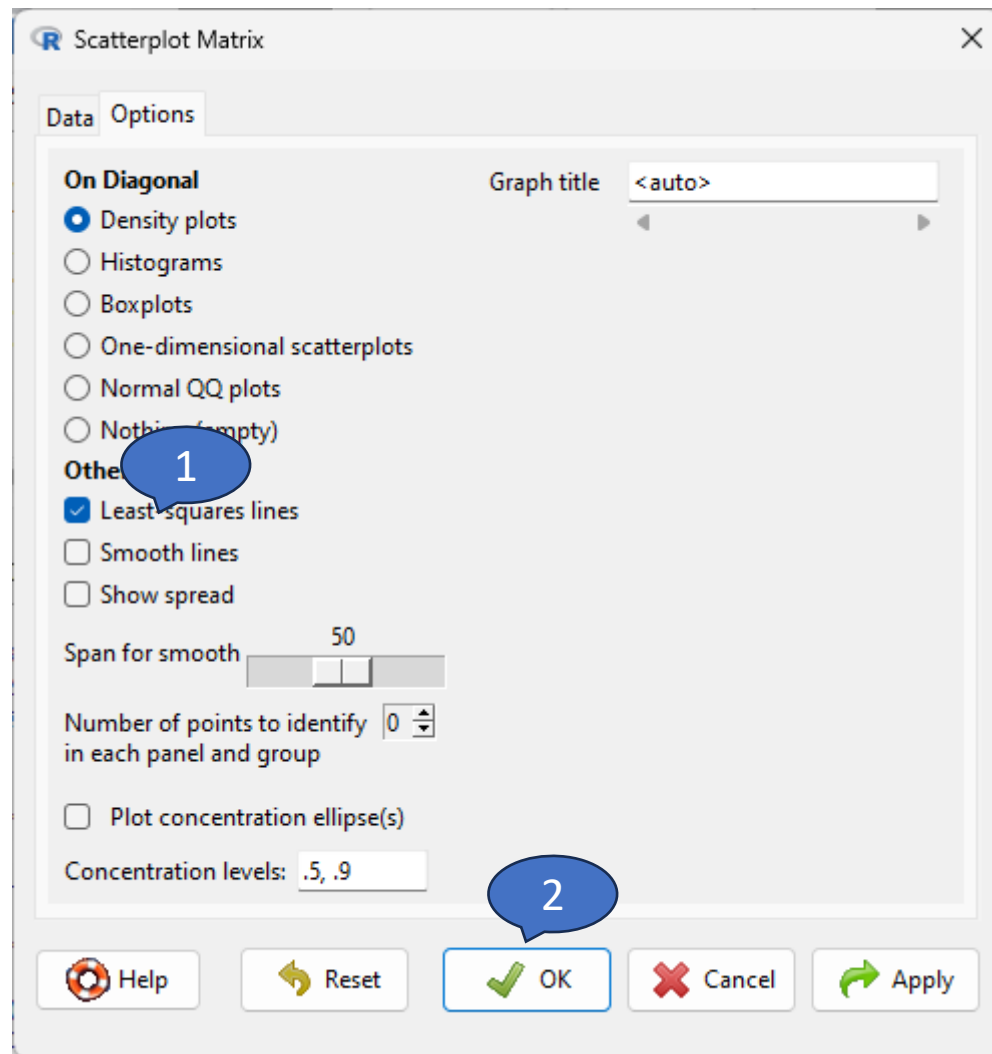 Scatterplot Matrix
Data Options
On Diagonal
Graph title <auto>
Density plots
Histograms
Boxplots
One-dimensional scatterplots
Normal QQ plots
1
Least-squares lines
Smooth lines
Show spread
Span for smooth 50
Number of points to identify 0
in each panel and group
Plot concentration ellipse(s)
Concentration levels: .5, .9
2
Help Reset OK Cancel Apply